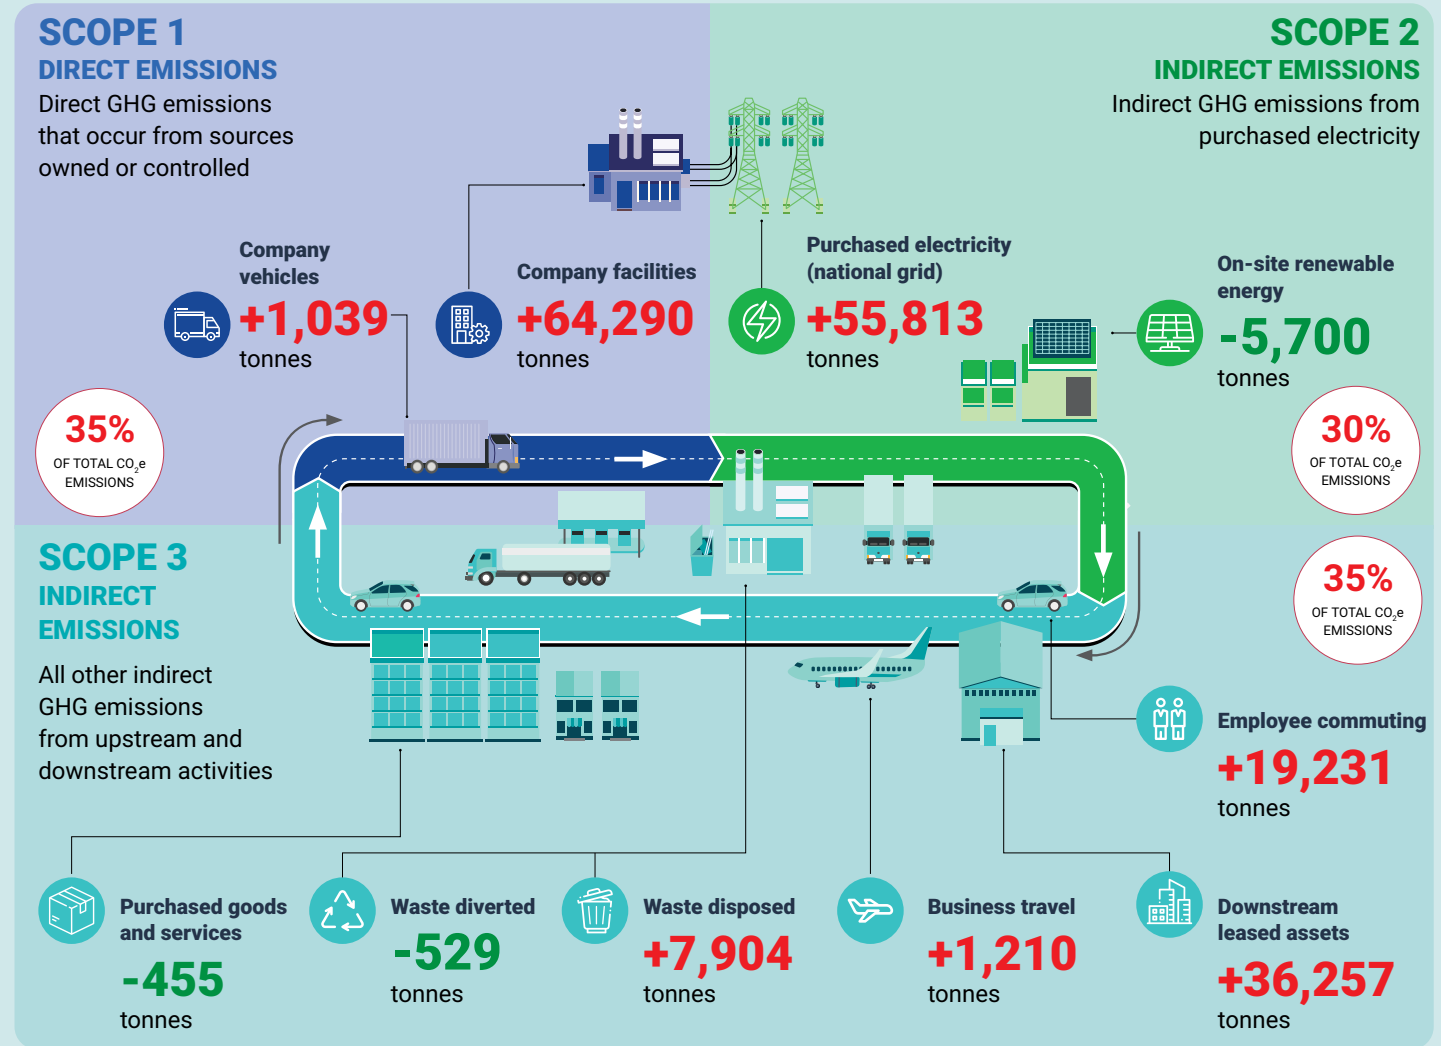 SCOPE 1
DIRECT EMISSIONS
Direct GHG emissions
that occur from sources
owned or controlled
SCOPE 2
INDIRECT EMISSIONS
Indirect GHG emissions from
purchased electricity
Company
vehicles
+1,039
tonnes
Company facilities
+64,290
tonnes
Purchased electricity
(national grid)
+55,813
tonnes
On-site renewable
energy
-5,700
tonnes
35%
OF TOTAL CO2e
EMISSIONS
30%
OF TOTAL CO2e
EMISSIONS
SCOPE 3
INDIRECT
EMISSIONS
All other indirect
GHG emissions
from upstream and
downstream activities
35%
OF TOTAL CO2e
EMISSIONS
Employee commuting
+19,231
tonnes
Purchased goods
and services
-455
tonnes
Waste diverted
-529
tonnes
Waste disposed
+7,904
tonnes
Business travel
+1,210
tonnes
Downstream
leased assets
+36,257
tonnes